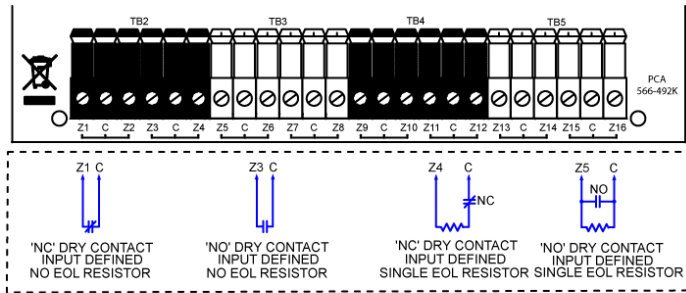 TB2 TB3 TB4 TB5
PCA
566-492K
Z1 C Z2 Z3 C Z4 Z5 C Z6 Z7 C Z8 Z9 C Z10 Z11 C Z12 Z13 C Z14 Z15 C Z16
Z1 C
'NC' DRY CONTACT
INPUT DEFINED
NO EOL RESISTOR
Z3 C
'NO' DRY CONTACT
INPUT DEFINED
NO EOL RESISTOR
Z4 C
NC
'NC' DRY CONTACT
INPUT DEFINED
SINGLE EOL RESISTOR
Z5 C
NO
'NO' DRY CONTACT
INPUT DEFINED
SINGLE EOL RESISTOR